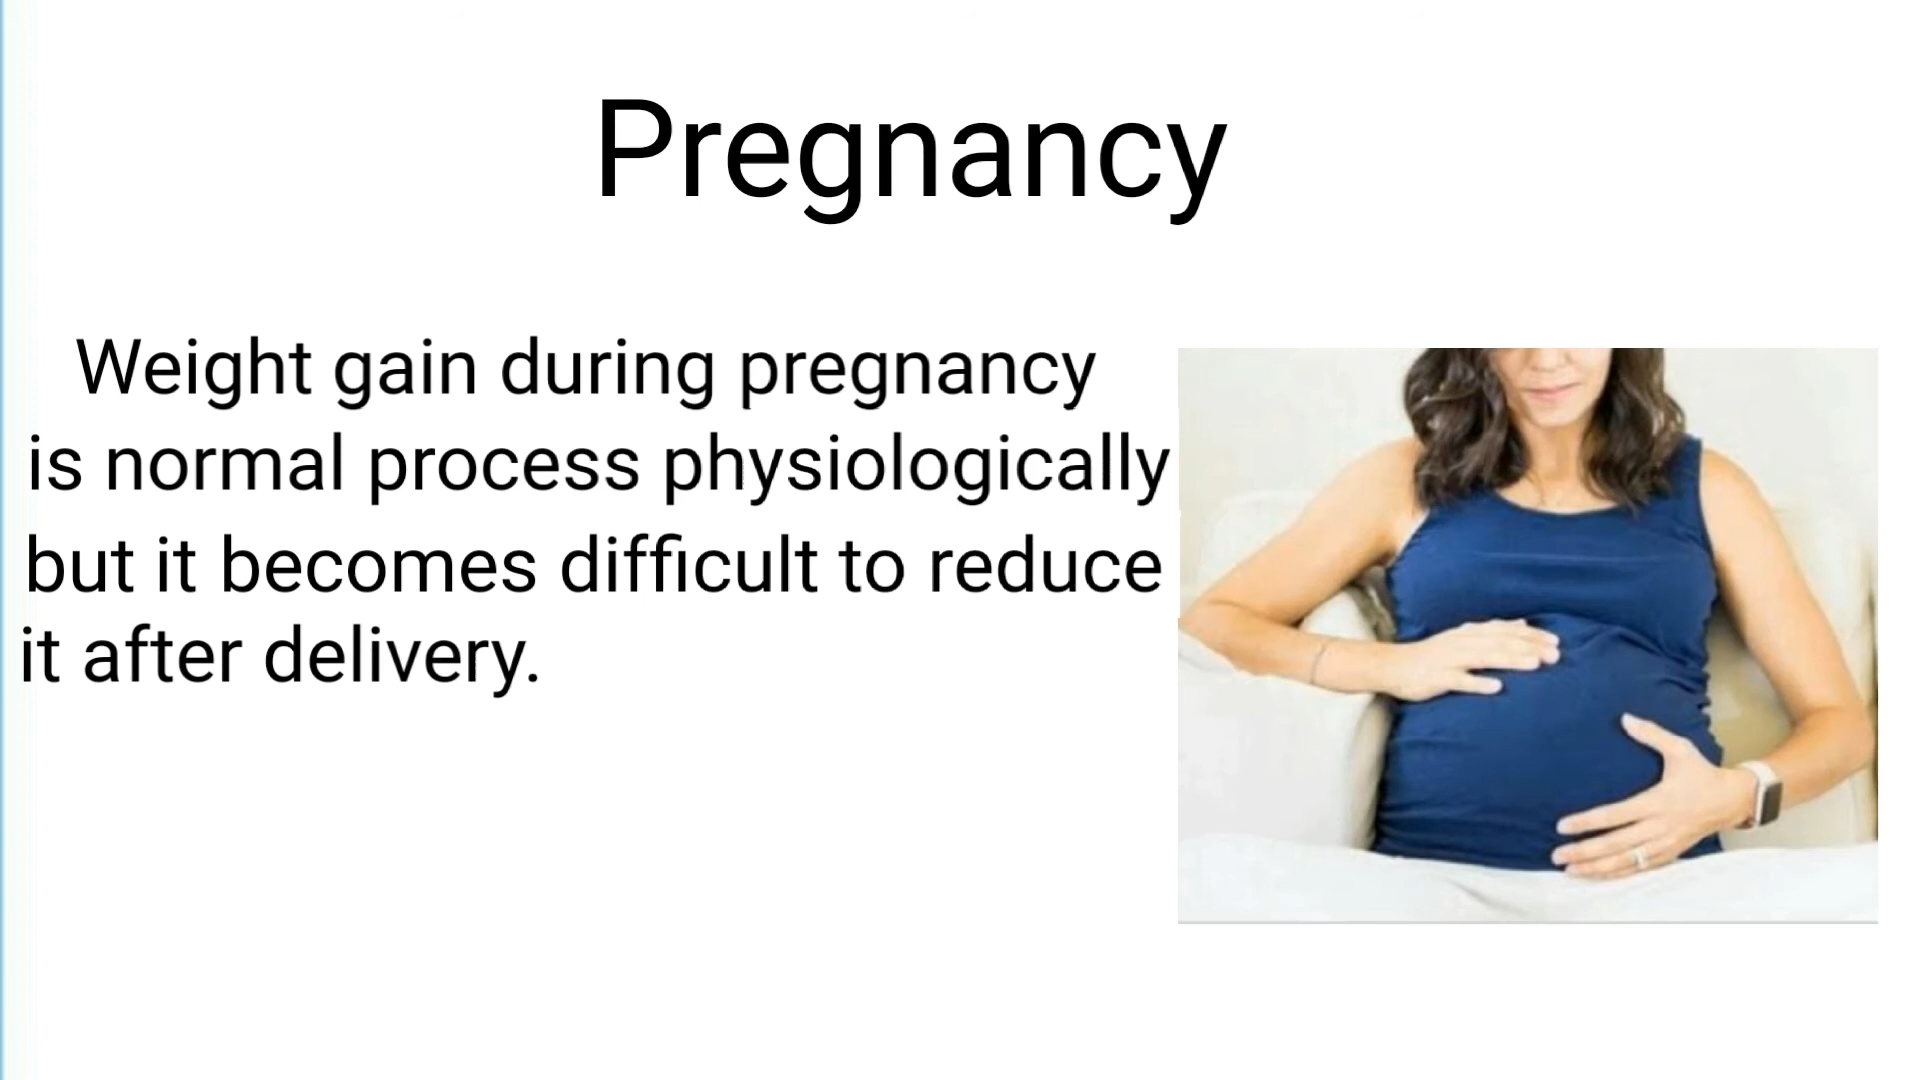 Pregnancy
Weight gain during pregnancy
is normal process physiologically
but it becomes difficult to reduce
it after delivery.